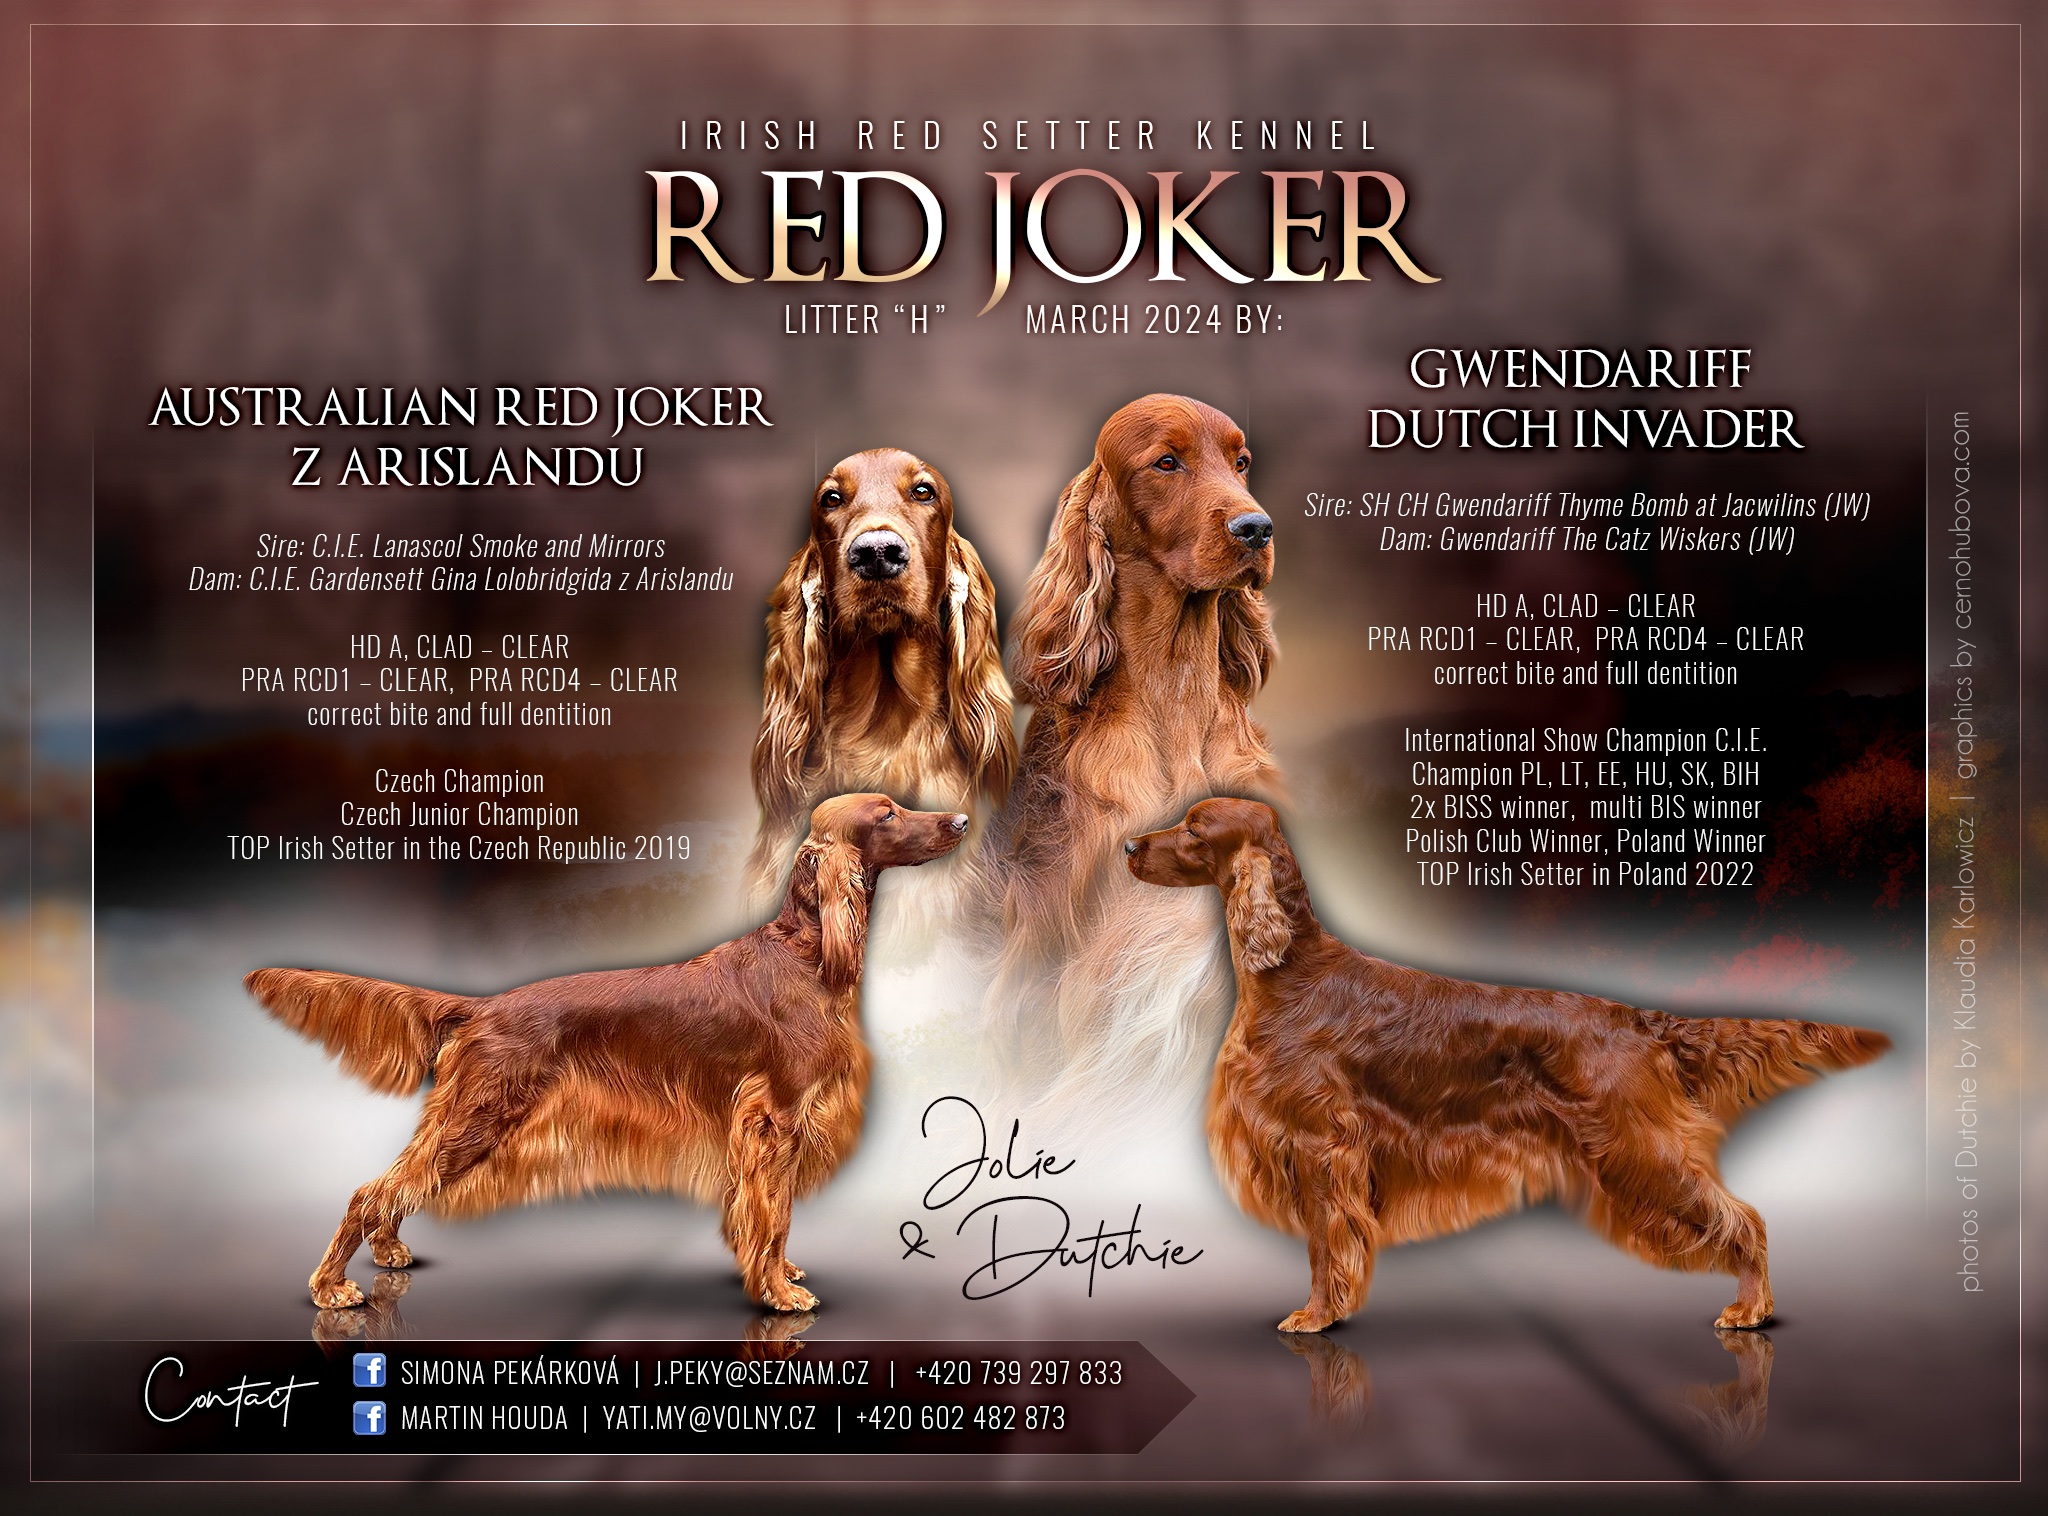 IRISH RED SETTER KENNEL
RED JOKER
LITTER “H” MARCH 2024 BY:
AUSTRALIAN RED JOKER
Z ARISLANDU
Sire: C.I.E. Lanascol Smoke and Mirrors
Dam: C.I.E. Gardensett Gina Lolobridgida z Arislandu
HD A, CLAD – CLEAR
PRA RCD1 – CLEAR, PRA RCD4 – CLEAR
correct bite and full dentition
Czech Champion
Czech Junior Champion
TOP Irish Setter in the Czech Republic 2019
GWENDARIFF
DUTCH INVADER
Sire: SH CH Gwendariff Thyme Bomb at Jacwilins (JW)
Dam: Gwendariff The Catz Wiskers (JW)
HD A, CLAD – CLEAR
PRA RCD1 – CLEAR, PRA RCD4 – CLEAR
correct bite and full dentition
International Show Champion C.I.E.
Champion PL, LT, EE, HU, SK, BIH
2x BISS winner, multi BIS winner
Polish Club Winner, Poland Winner
TOP Irish Setter in Poland 2022
Jolie
& Dutchie
Contact
SIMONA PEKÁRKOVÁ | J.PEKY@SEZNAM.CZ | +420 739 297 833
MARTIN HOUDA | YATI.MY@VOLNY.CZ | +420 602 482 873
photos of Dutchie by Klaudia Karlowicz | graphics by cernohubova.com